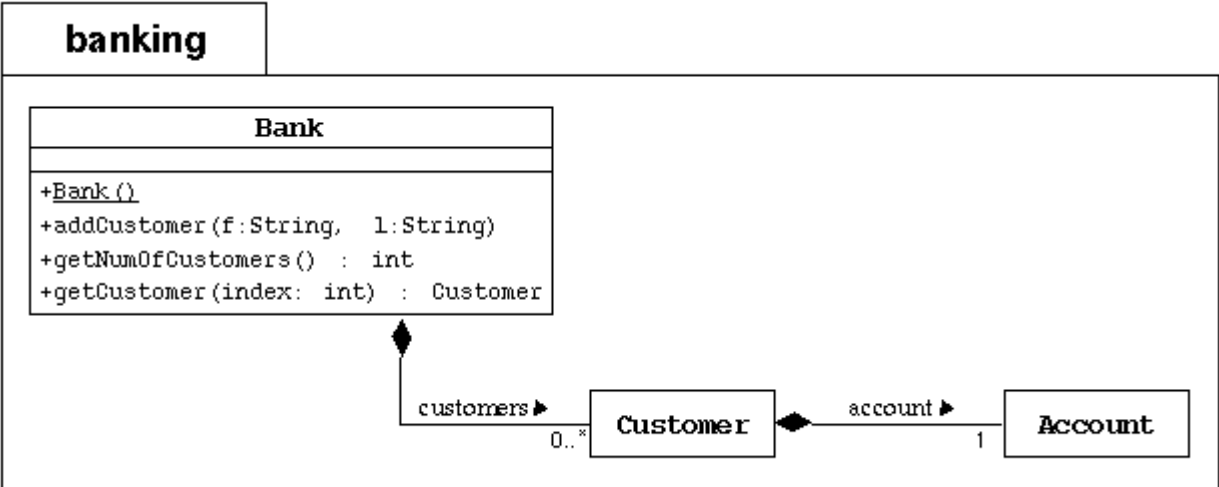 banking
Bank
+Bank()
+addCustomer(f:String, l:String)
+getNumOfCustomers() : int
+getCustomer(index: int) : Customer
customers
0..*
Customer
account
1
Account